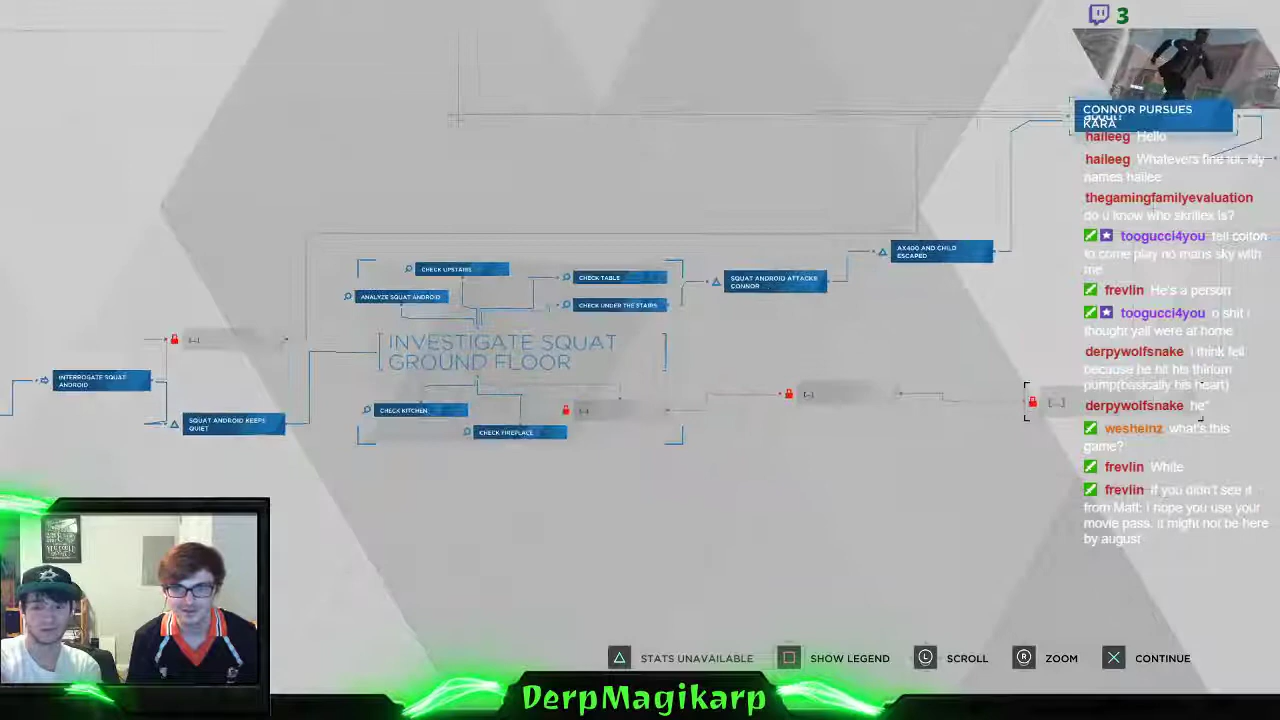 3
CONNOR PURSUES
KARA
haileeg Hello
haileeg Whatevers fine lol. My
names hailee
thegamingfamilyevaluation
do u know who skrillex is?
toogucci4you tell colton
to come play no mans sky with
me
frevlin He's a person
toogucci4you o shit i
thought yall were at home
derpywolfsnake i think fell
because he hit his thirium
pump(basically his heart)
derpywolfsnake he*
wesheinz what's this
game?
frevlin White
frevlin If you didn't see it
from Matt: I hope you use your
movie pass. it might not be here
by august
AX400 AND CHILD
ESCAPED
CHECK UPSTAIRS
CHECK TABLE
SQUAT ANDROID ATTACKS
CONNOR
ANALYZE SQUAT ANDROID
CHECK UNDER THE STAIRS
INVESTIGATE SQUAT
GROUND FLOOR
INTERROGATE SQUAT
ANDROID
SQUAT ANDROID KEEPS
QUIET
CHECK KITCHEN
CHECK FIREPLACE
STATS UNAVAILABLE
SHOW LEGEND
L SCROLL
R ZOOM
CONTINUE
DerpMagikarp